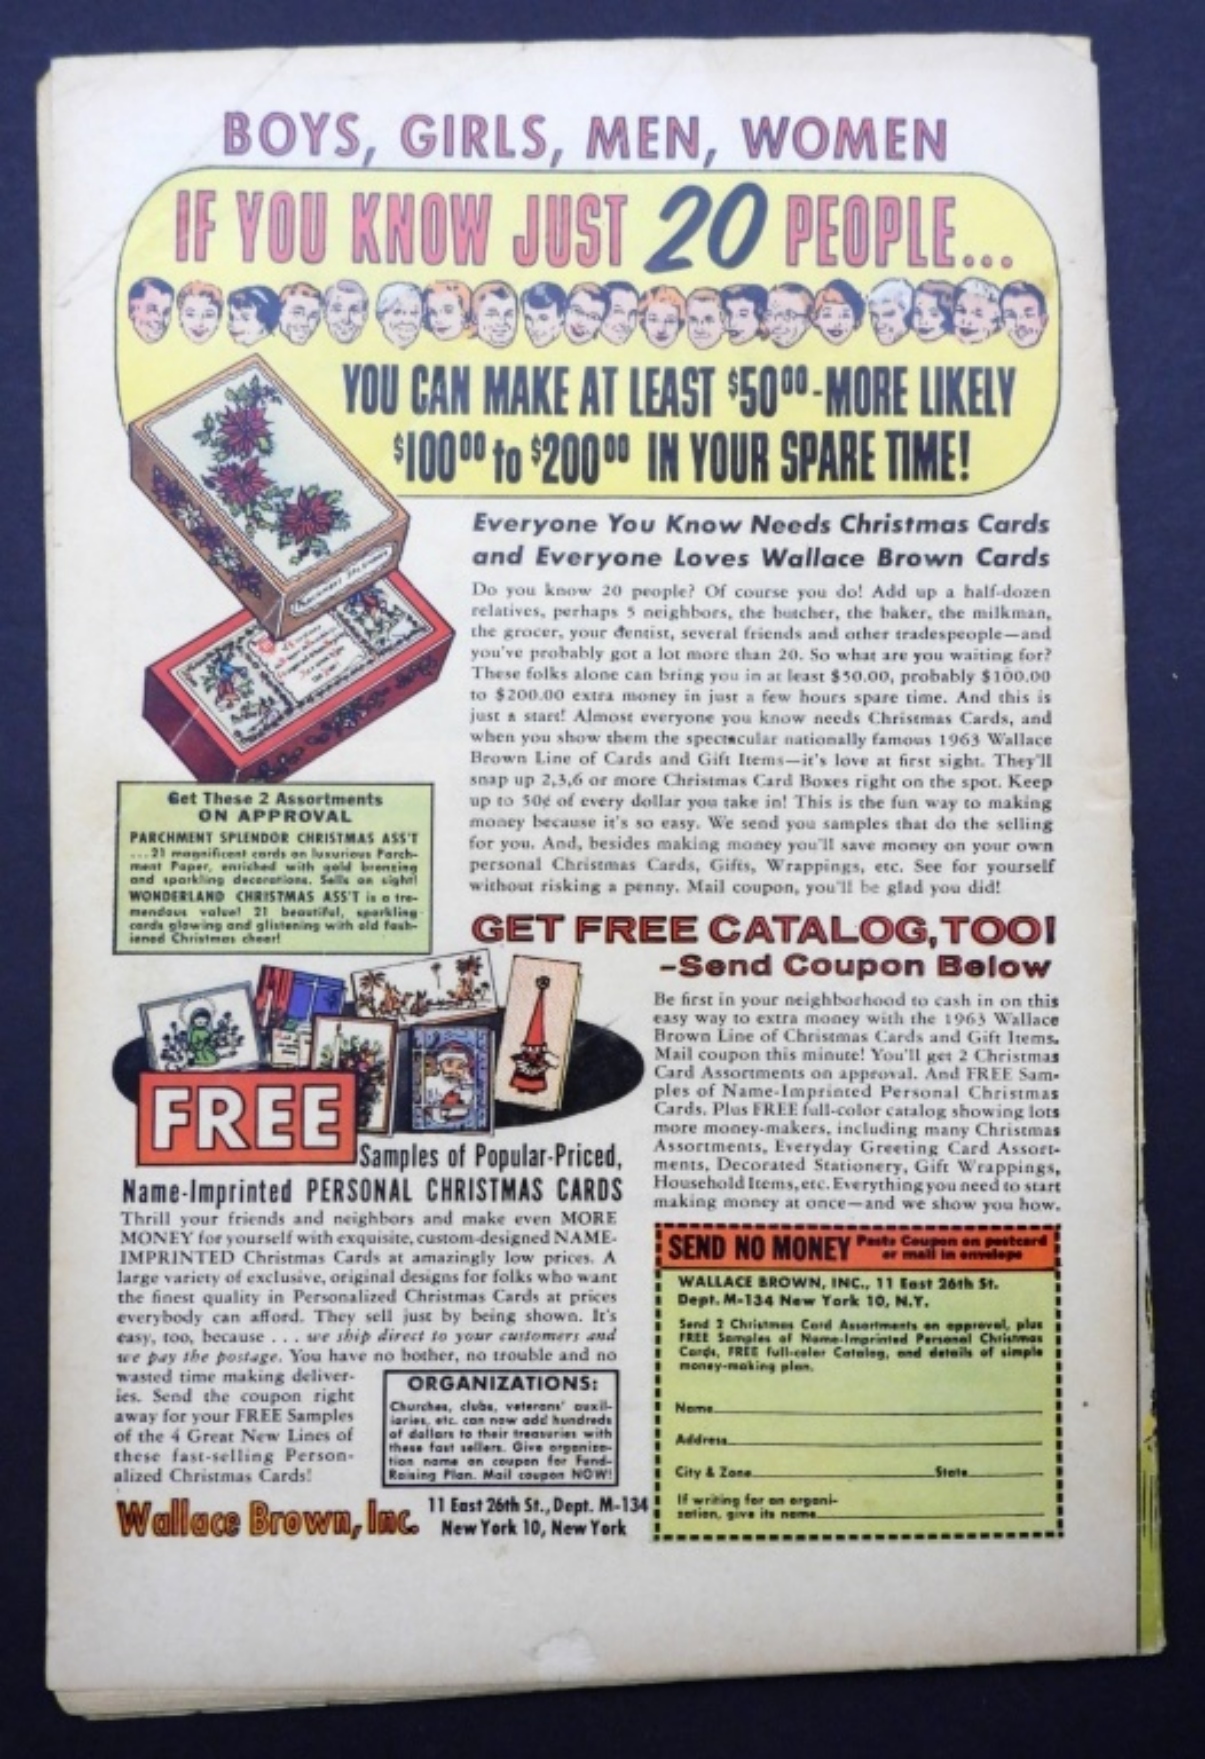 BOYS, GIRLS, MEN, WOMEN
IF YOU KNOW JUST 20 PEOPLE...
YOU CAN MAKE AT LEAST $50⁰⁰-MORE LIKELY
$100⁰⁰ to $200⁰⁰ IN YOUR SPARE TIME!
Everyone You Know Needs Christmas Cards
and Everyone Loves Wallace Brown Cards
Do you know 20 people? Of course you do! Add up a half-dozen
relatives, perhaps 5 neighbors, the butcher, the baker, the milkman,
the grocer, your dentist, several friends and other tradespeople—and
you've probably got a lot more than 20. So what are you waiting for?
These folks alone can bring you in at least $50.00, probably $100.00
to $200.00 extra money in just a few hours spare time. And this is
just a start! Almost everyone you know needs Christmas Cards, and
when you show them the spectacular nationally famous 1963 Wallace
Brown Line of Cards and Gift Items—it's love at first sight. They'll
snap up 2,3,6 or more Christmas Card Boxes right on the spot. Keep
up to 50¢ of every dollar you take in! This is the fun way to making
money because it's so easy. We send you samples that do the selling
for you. And, besides making money you'll save money on your own
personal Christmas Cards, Gifts, Wrappings, etc. See for yourself
without risking a penny. Mail coupon, you'll be glad you did!
Get These 2 Assortments
ON APPROVAL
PARCHMENT SPLENDOR CHRISTMAS ASS'T
...21 magnificent cards on luxurious Parch-
ment Paper, enriched with gold bronzing
and sparkling decorations. Sells on sight!
WONDERLAND CHRISTMAS ASS'T is a tre-
mendous value! 21 beautiful, sparkling
cards glowing and glistening with old fash-
ioned Christmas cheer!
GET FREE CATALOG, TOO!
-Send Coupon Below
Be first in your neighborhood to cash in on this
easy way to extra money with the 1963 Wallace
Brown Line of Christmas Cards and Gift Items.
Mail coupon this minute! You'll get 2 Christmas
Card Assortments on approval. And FREE Sam-
ples of Name-Imprinted Personal Christmas
Cards. Plus FREE full-color catalog showing lots
more money-makers, including many Christmas
Assortments, Everyday Greeting Card Assort-
ments, Decorated Stationery, Gift Wrappings,
Household Items, etc. Everything you need to start
making money at once—and we show you how.
FREE
Samples of Popular-Priced,
Name-Imprinted PERSONAL CHRISTMAS CARDS
Thrill your friends and neighbors and make even MORE
MONEY for yourself with exquisite, custom-designed NAME-
IMPRINTED Christmas Cards at amazingly low prices. A
large variety of exclusive, original designs for folks who want
the finest quality in Personalized Christmas Cards at prices
everybody can afford. They sell just by being shown. It's
easy, too, because . . . we ship direct to your customers and
we pay the postage. You have no bother, no trouble and no
wasted time making deliver-
ies. Send the coupon right
away for your FREE Samples
of the 4 Great New Lines of
these fast-selling Person-
alized Christmas Cards!
ORGANIZATIONS:
Churches, clubs, veterans' auxil-
iaries, etc. can now add hundreds
of dollars to their treasuries with
these fast sellers. Give organiza-
tion name on coupon for Fund-
Raising Plan. Mail coupon NOW!
Wallace Brown, Inc.
11 East 26th St., Dept. M-134
New York 10, New York
SEND NO MONEY Paste Coupon on postcard
or mail in envelope
WALLACE BROWN, INC., 11 East 26th St.
Dept. M-134 New York 10, N.Y.
Send 2 Christmas Card Assortments on approval, plus
FREE Samples of Name-Imprinted Personal Christmas
Cards, FREE full-color Catalog, and details of simple
money-making plan.
Name
Address
City & Zone State
If writing for an organi-
zation, give its name